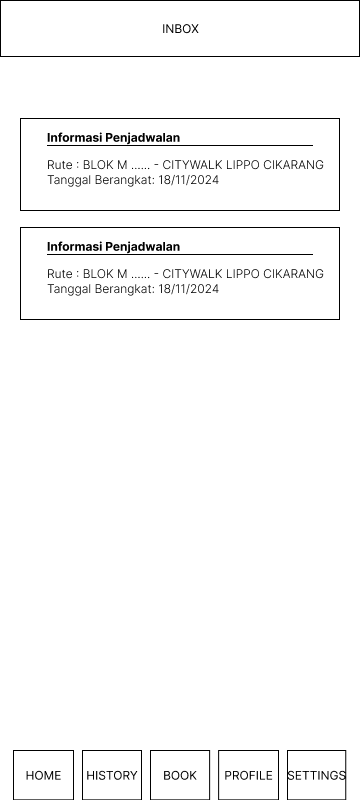 INBOX
Informasi Penjadwalan
Rute : BLOK M ...... - CITYWALK LIPPO CIKARANG
Tanggal Berangkat: 18/11/2024
Informasi Penjadwalan
Rute : BLOK M ...... - CITYWALK LIPPO CIKARANG
Tanggal Berangkat: 18/11/2024
HOME HISTORY BOOK PROFILE SETTINGS